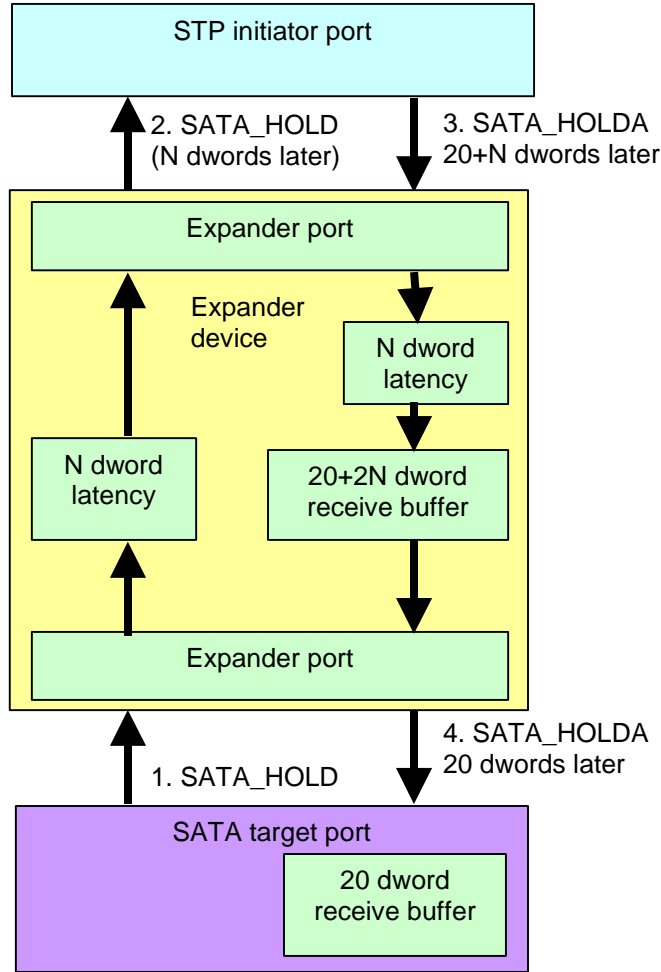 STP initiator port
2. SATA_HOLD
(N dwords later)
3. SATA_HOLDA
20+N dwords later
Expander port
Expander
device
N dword
latency
N dword
latency
20+2N dword
receive buffer
Expander port
1. SATA_HOLD
4. SATA_HOLDA
20 dwords later
SATA target port
20 dword
receive buffer